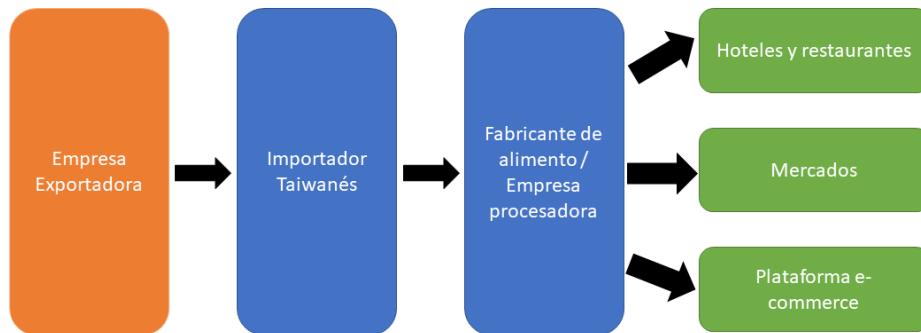 Empresa
Exportadora
Importador
Taiwanés
Fabricante de
alimento /
Empresa
procesadora
Hoteles y restaurantes
Mercados
Plataforma e-
commerce